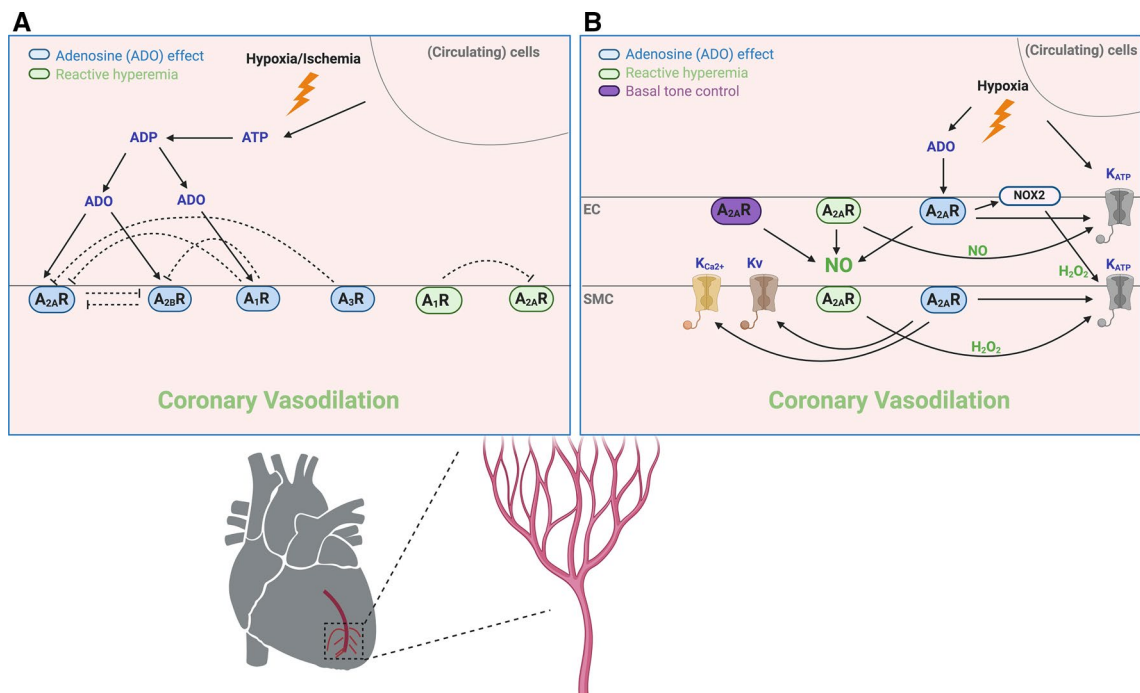 A
Adenosine (ADO) effect
Reactive hyperemia
Hypoxia/Ischemia
(Circulating) cells
ADP
ATP
ADO
ADO
A2AR
A2BR
A1R
A3R
A1R
A2AR
Coronary Vasodilation
B
Adenosine (ADO) effect
Reactive hyperemia
Basal tone control
(Circulating) cells
Hypoxia
ADO
KATP
EC
A2AR
A2AR
A2AR
NOX2
NO
NO
H2O2
KCa2+
Kv
KATP
SMC
A2AR
A2AR
H2O2
Coronary Vasodilation